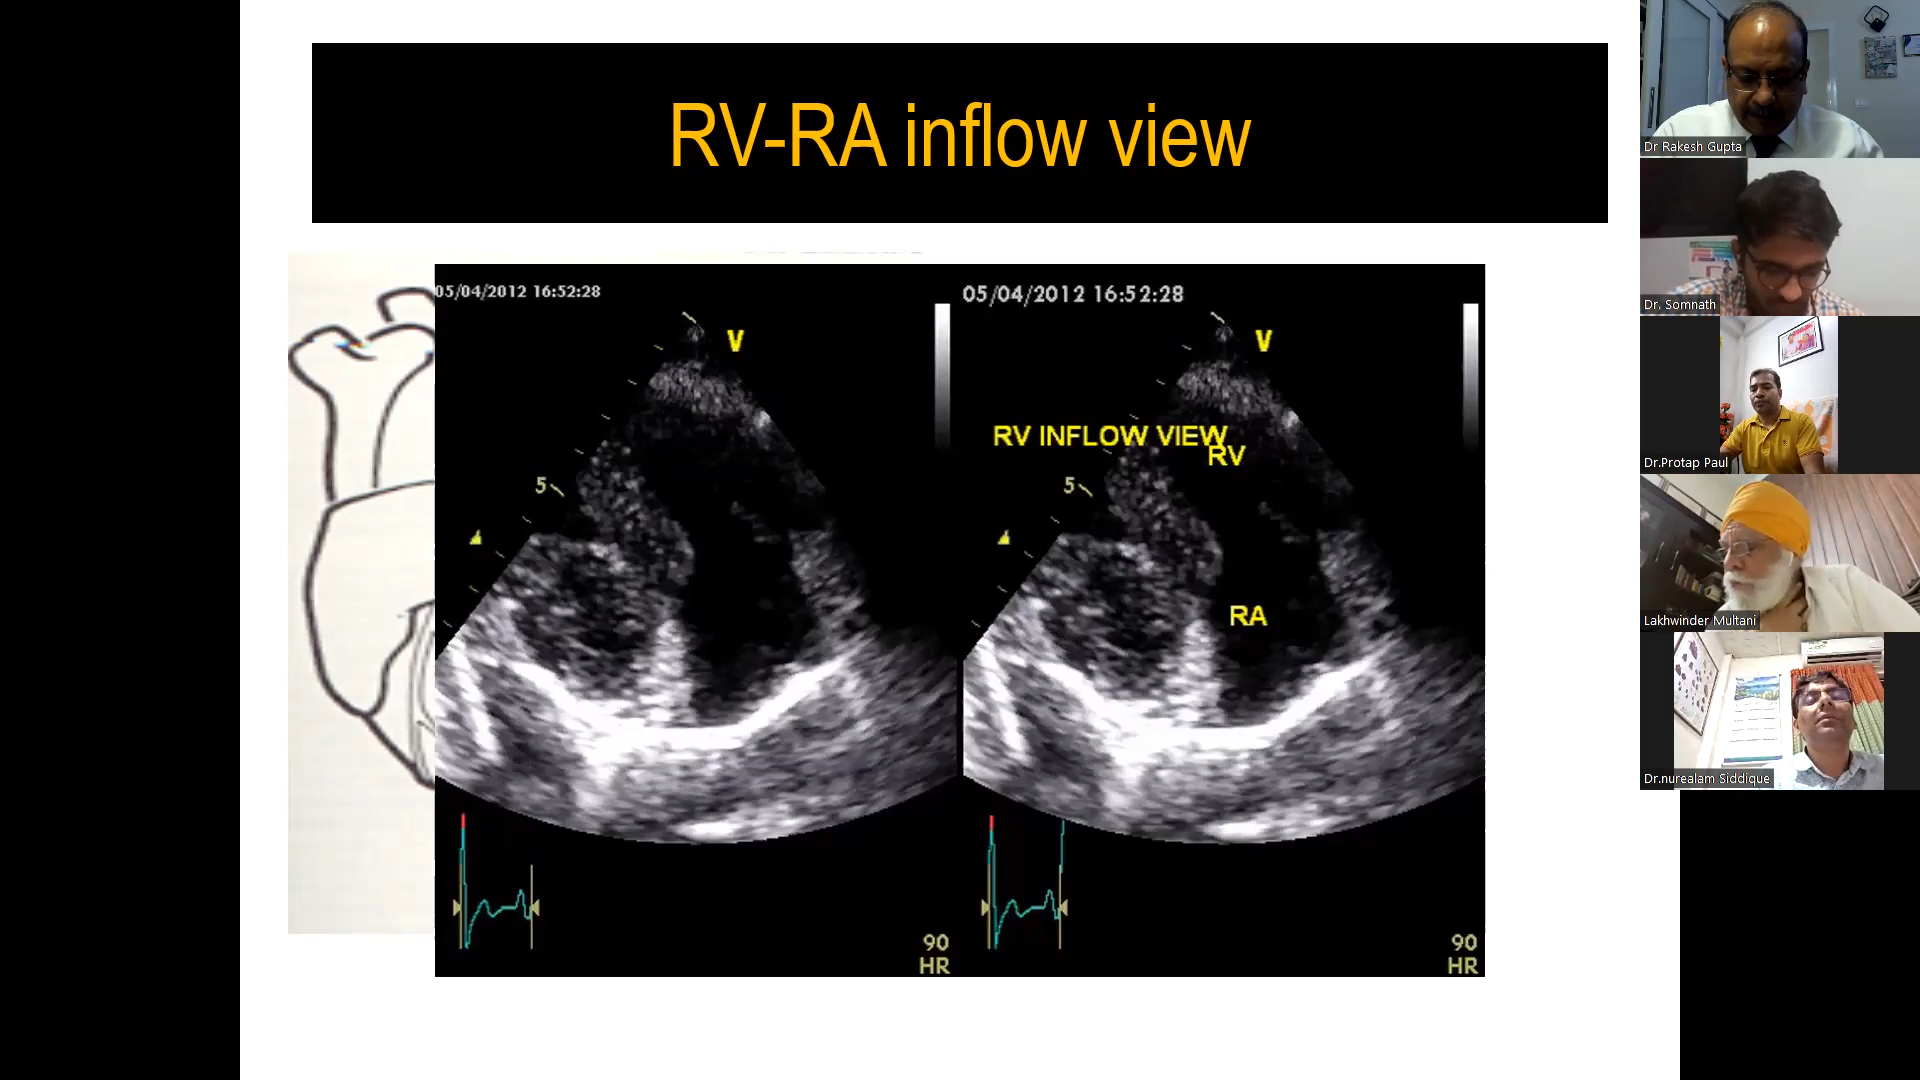 RV-RA inflow view
05/04/2012 16:52:28
V
5
90
HR
05/04/2012 16:52:28
V
RV INFLOW VIEW
RV
5
RA
90
HR
Dr Rakesh Gupta
Dr. Somnath
Dr.Protap Paul
Lakhwinder Multani
Dr.nurealam Siddique